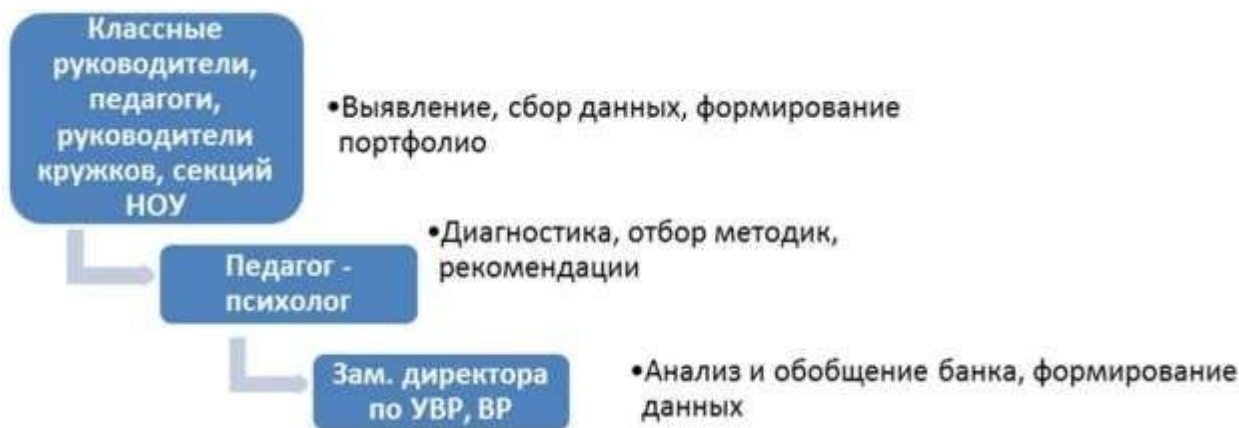 Классные
руководители,
педагоги,
руководители
кружков, секций
НОУ
•Выявление, сбор данных, формирование
портфолио
Педагог -
психолог
•Диагностика, отбор методик,
рекомендации
Зам. директора
по УВР, ВР
•Анализ и обобщение банка, формирование
данных